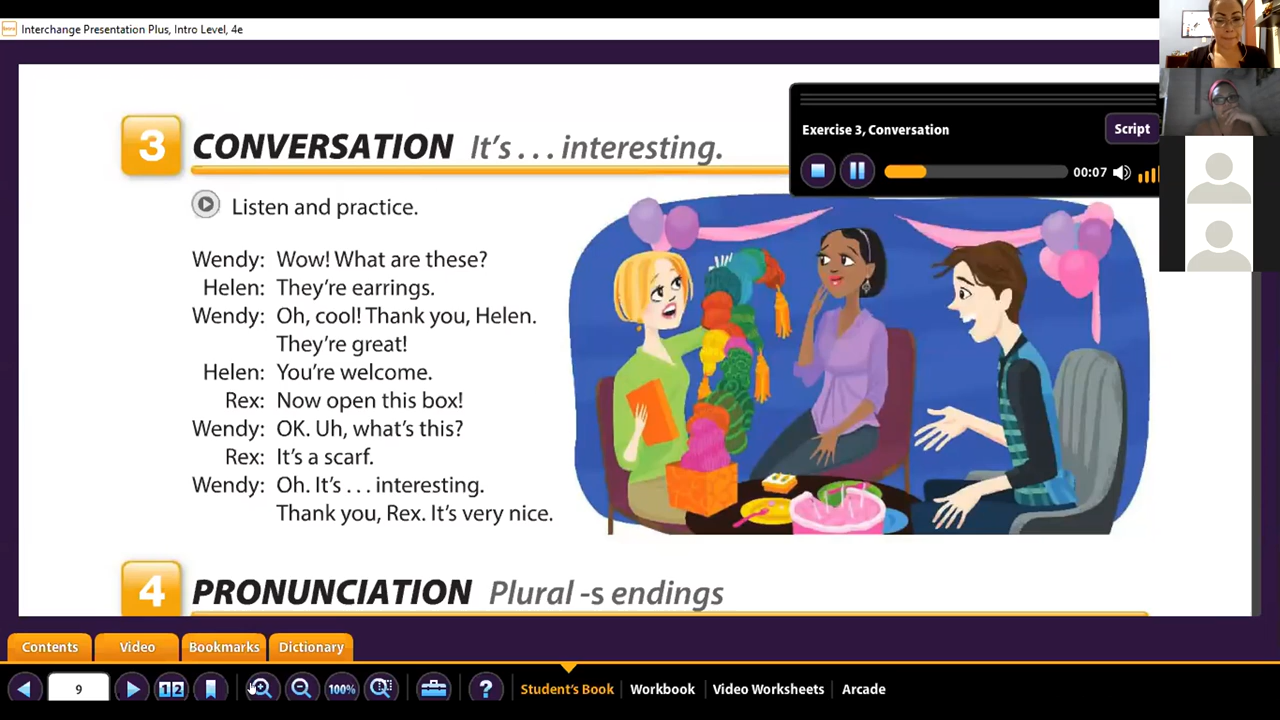 Interchange Presentation Plus, Intro Level, 4e
3 CONVERSATION It's . . . interesting.
Exercise 3, Conversation
Script
00:07
Listen and practice.
Wendy: Wow! What are these?
Helen: They're earrings.
Wendy: Oh, cool! Thank you, Helen.
They're great!
Helen: You're welcome.
Rex: Now open this box!
Wendy: OK. Uh, what's this?
Rex: It's a scarf.
Wendy: Oh. It's . . . interesting.
Thank you, Rex. It's very nice.
4 PRONUNCIATION Plural -s endings
Contents Video Bookmarks Dictionary
9 12 100% ? Student's Book Workbook Video Worksheets Arcade